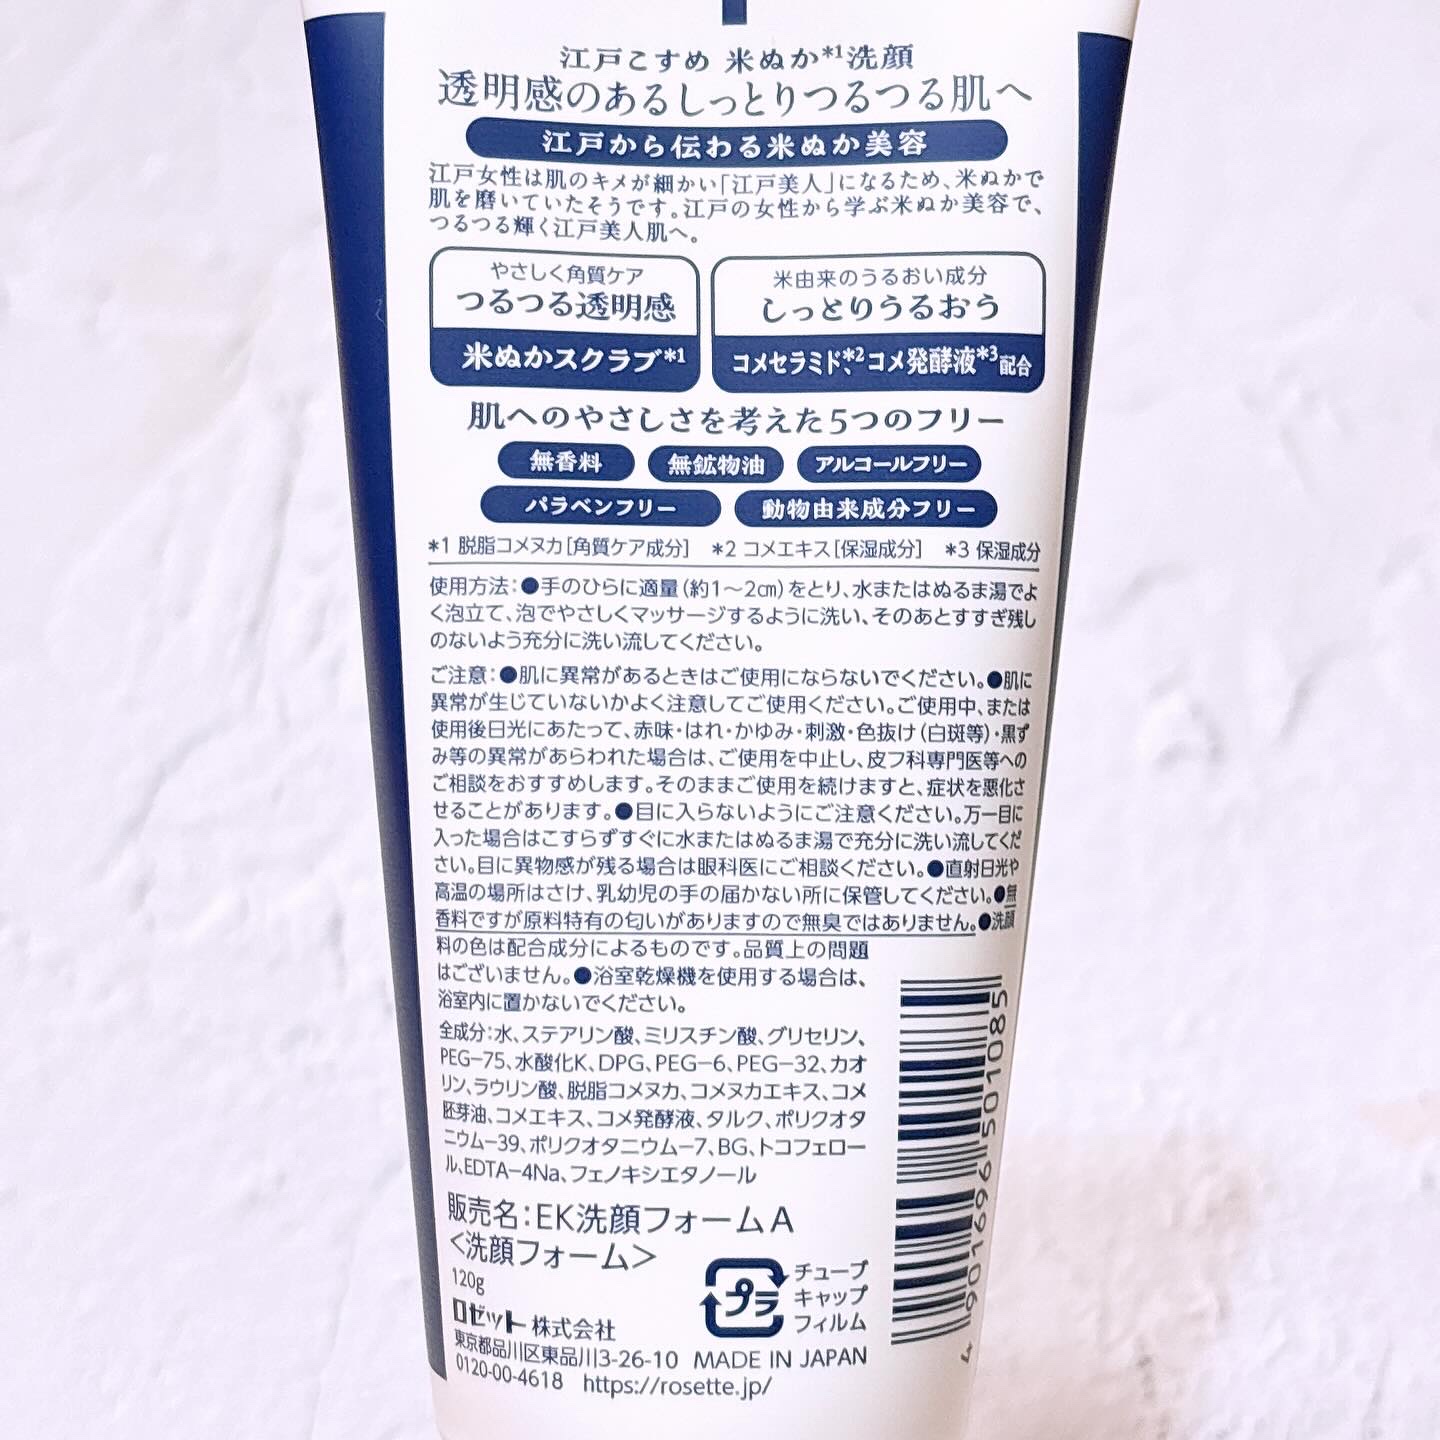 江戸こすめ 米ぬか*1洗顔
透明感のあるしっとりつるつる肌へ
江戸から伝わる米ぬか美容
江戸女性は肌のキメが細かい「江戸美人」になるため、米ぬかで
肌を磨いていたそうです。江戸の女性から学ぶ米ぬか美容で、
つるつる輝く江戸美人肌へ。
やさしく角質ケア
つるつる透明感
米ぬかスクラブ*1
米由来のうるおい成分
しっとりうるおう
コメセラミド*2、コメ発酵液*3配合
肌へのやさしさを考えた5つのフリー
無香料 無鉱物油 アルコールフリー
パラベンフリー 動物由来成分フリー
*1 脱脂コメヌカ[角質ケア成分] *2 コメエキス[保湿成分] *3 保湿成分
使用方法:●手のひらに適量(約1〜2㎝)をとり、水またはぬるま湯でよ
く泡立て、泡でやさしくマッサージするように洗い、そのあとすすぎ残し
のないよう充分に洗い流してください。
ご注意:●肌に異常があるときはご使用にならないでください。●肌に
異常が生じていないかよく注意してご使用ください。ご使用中、または
使用後日光にあたって、赤味・はれ・かゆみ・刺激・色抜け(白斑等)・黒ず
み等の異常があらわれた場合は、ご使用を中止し、皮フ科専門医等への
ご相談をおすすめします。そのままご使用を続けますと、症状を悪化さ
せることがあります。●目に入らないようにご注意ください。万一目に
入った場合はこすらずすぐに水またはぬるま湯で充分に洗い流してくだ
さい。目に異物感が残る場合は眼科医にご相談ください。●直射日光や
高温の場所はさけ、乳幼児の手の届かない所に保管してください。●無
香料ですが原料特有の匂いがありますので無臭ではありません。●洗顔
料の色は配合成分によるものです。品質上の問題
はございません。●浴室乾燥機を使用する場合は、
浴室内に置かないでください。
全成分:水、ステアリン酸、ミリスチン酸、グリセリン、
PEG-75、水酸化K、DPG、PEG-6、PEG-32、カオ
リン、ラウリン酸、脱脂コメヌカ、コメヌカエキス、コメ
胚芽油、コメエキス、コメ発酵液、タルク、ポリクオタ
ニウム-39、ポリクオタニウム-7、BG、トコフェロー
ル、EDTA-4Na、フェノキシエタノール
販売名:EK洗顔フォームA
<洗顔フォーム>
120g
ロゼット株式会社
東京都品川区東品川3-26-10
0120-00-4618 https://rosette.jp/
プラ
チューブ
キャップ
フィルム
MADE IN JAPAN
4 901696 501085